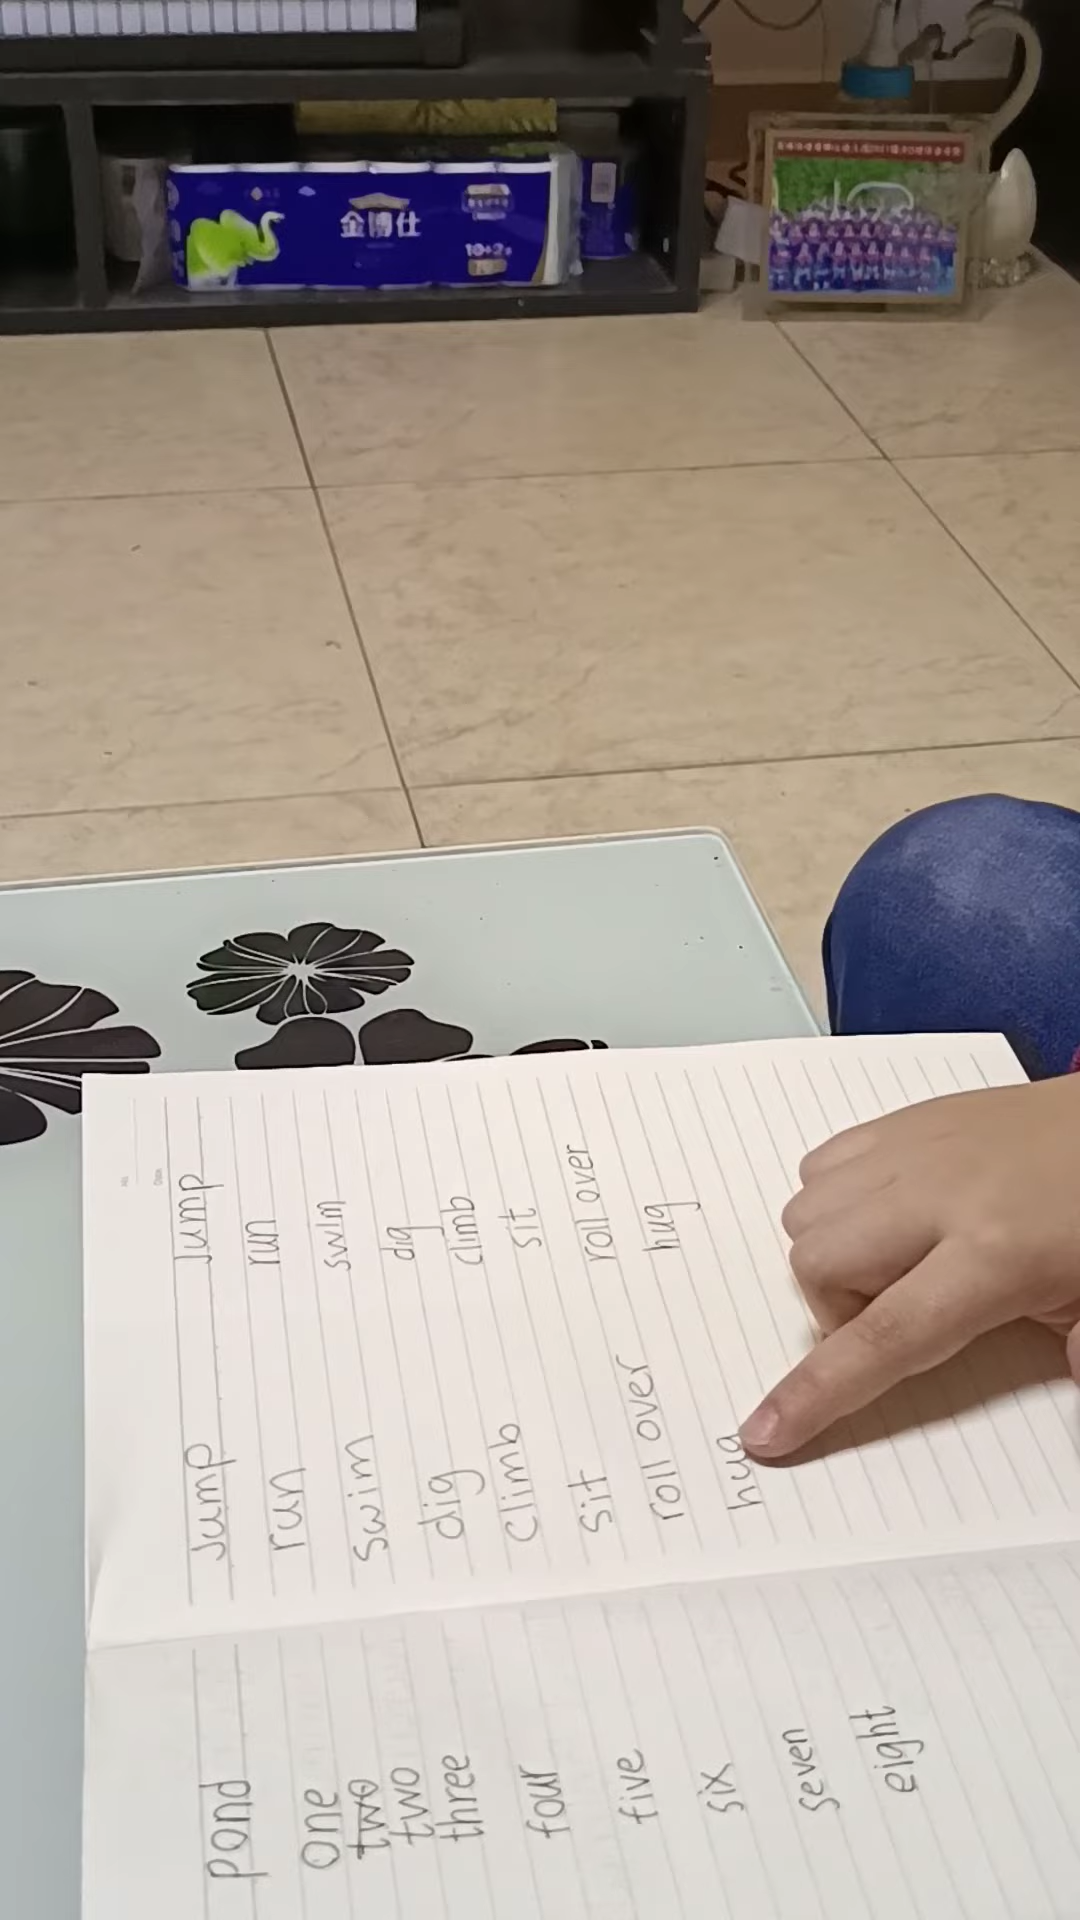 金博仕
10+2
pond
one
two
two
three
four
five
six
seven
eight
Jump Jump
run run
swim swim
dig dig
climb climb
sit sit
roll over roll over
hug hug